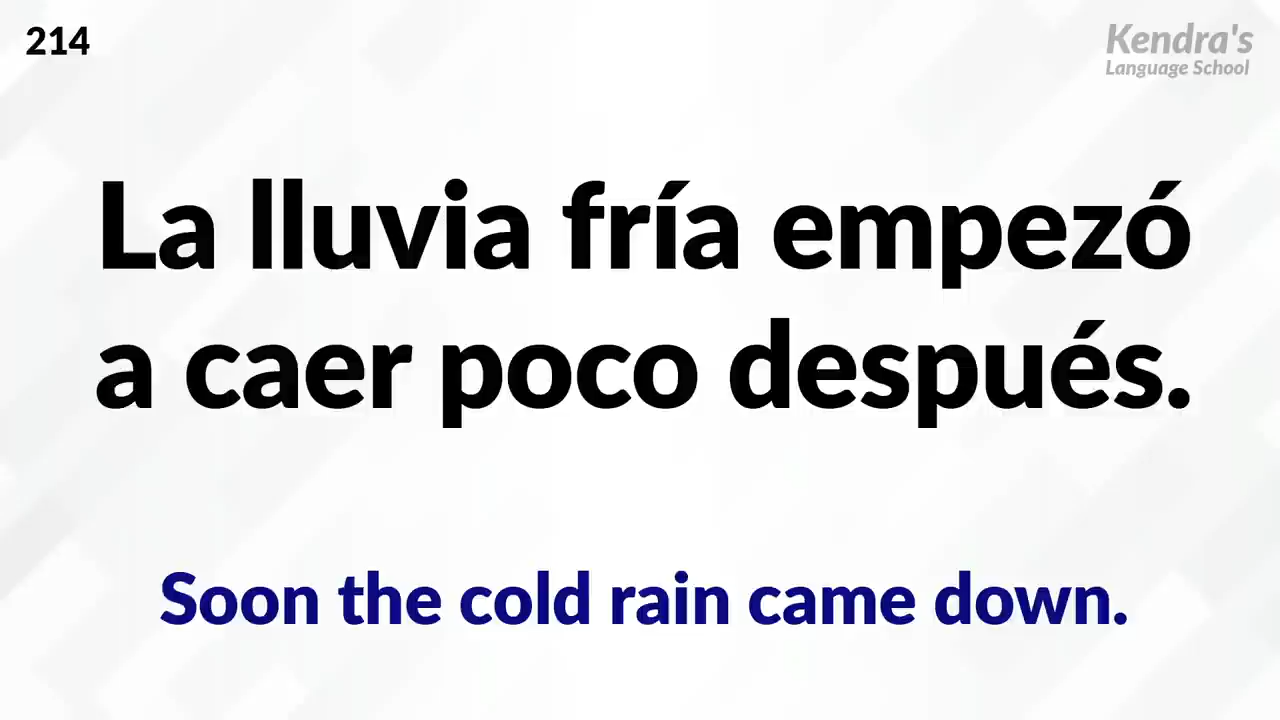 214
Kendra's
Language School
La lluvia fría empezó
a caer poco después.
Soon the cold rain came down.